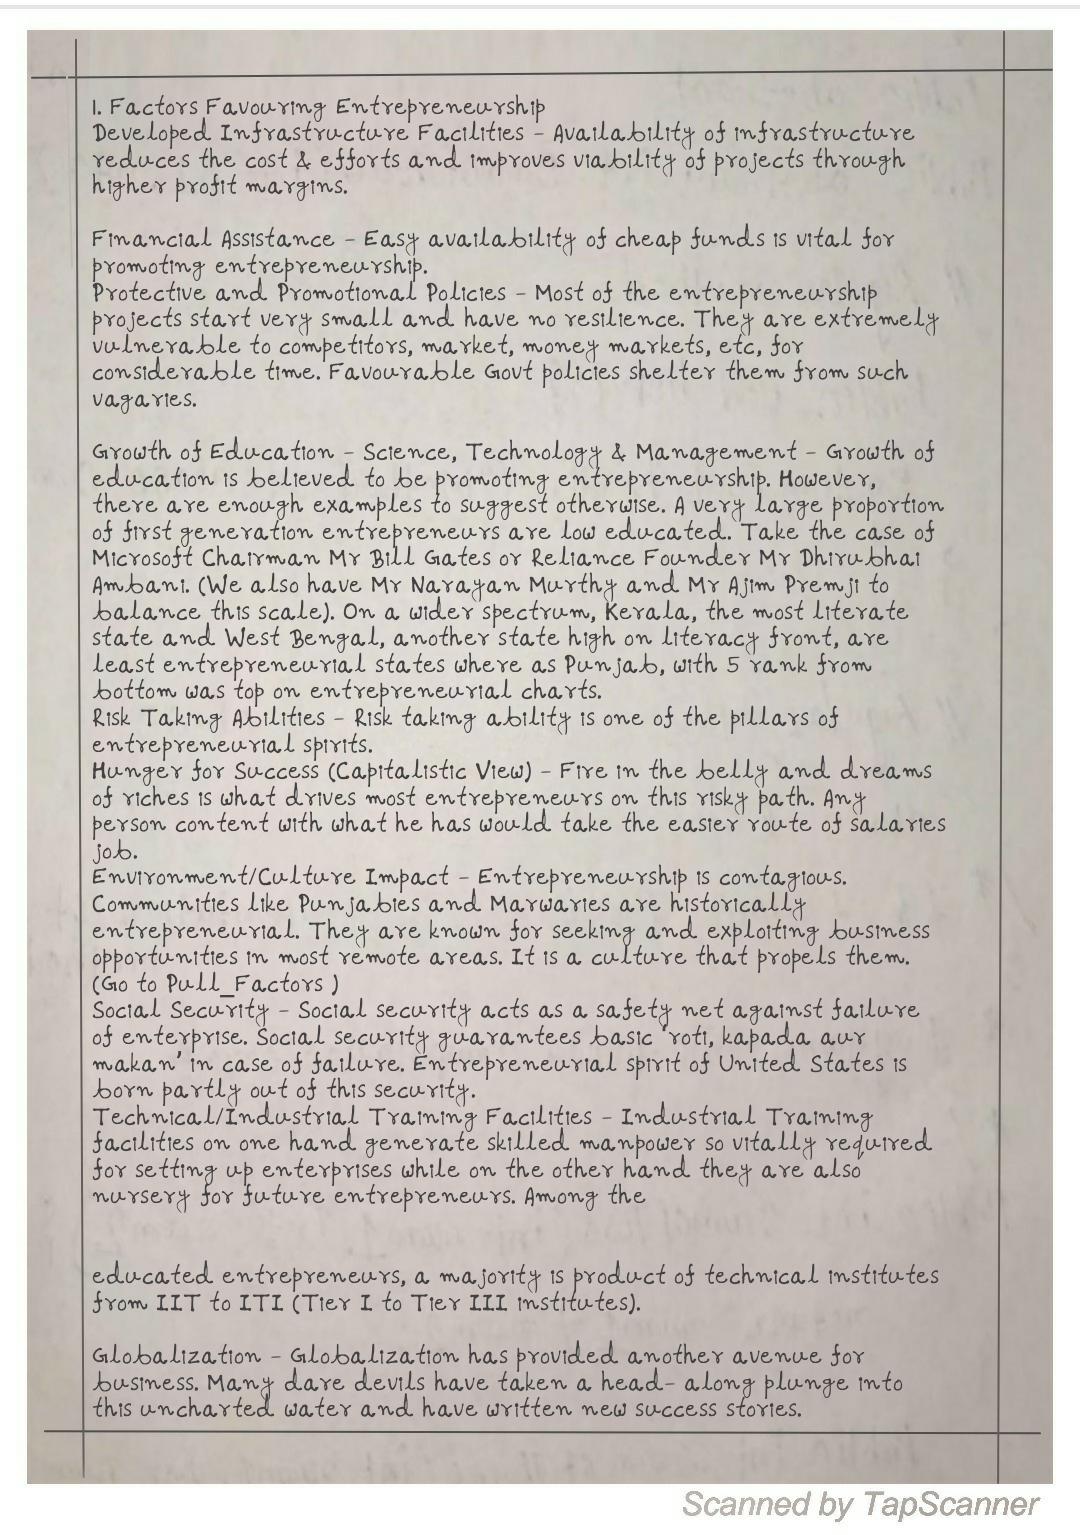 1. Factors Favouring Entrepreneurship
Developed Infrastructure Facilities - Availability of infrastructure
reduces the cost & efforts and improves viability of projects through
higher profit margins.
Financial Assistance - Easy availability of cheap funds is vital for
promoting entrepreneurship.
Protective and Promotional Policies - Most of the entrepreneurship
projects start very small and have no resilience. They are extremely
vulnerable to competitors, market, money markets, etc, for
considerable time. Favourable Govt policies shelter them from such
vagaries.
Growth of Education - Science, Technology & Management - Growth of
education is believed to be promoting entrepreneurship. However,
there are enough examples to suggest otherwise. A very large proportion
of first generation entrepreneurs are low educated. Take the case of
Microsoft Chairman Mr Bill Gates or Reliance Founder Mr Dhirubhai
Ambani. (We also have Mr Narayan Murthy and Mr Ajim Premji to
balance this scale). On a wider spectrum, Kerala, the most literate
state and West Bengal, another state high on literacy front, are
least entrepreneurial states where as Punjab, with 5 rank from
bottom was top on entrepreneurial charts.
Risk Taking Abilities - Risk taking ability is one of the pillars of
entrepreneurial spirits.
Hunger for Success (Capitalistic View) - Fire in the belly and dreams
of riches is what drives most entrepreneurs on this risky path. Any
person content with what he has would take the easier route of salaries
job.
Environment/Culture Impact - Entrepreneurship is contagious.
Communities like Punjabies and Marwaries are historically
entrepreneurial. They are known for seeking and exploiting business
opportunities in most remote areas. It is a culture that propels them.
(Go to Pull_Factors )
Social Security - Social security acts as a safety net against failure
of enterprise. Social security guarantees basic 'roti, kapada aur
makan' in case of failure. Entrepreneurial spirit of United States is
born partly out of this security.
Technical/Industrial Training Facilities - Industrial Training
facilities on one hand generate skilled manpower so vitally required
for setting up enterprises while on the other hand they are also
nursery for future entrepreneurs. Among the
educated entrepreneurs, a majority is product of technical institutes
from IIT to ITI (Tier I to Tier III institutes).
Globalization - Globalization has provided another avenue for
business. Many dare devils have taken a head- along plunge into
this uncharted water and have written new success stories.
Scanned by TapScanner